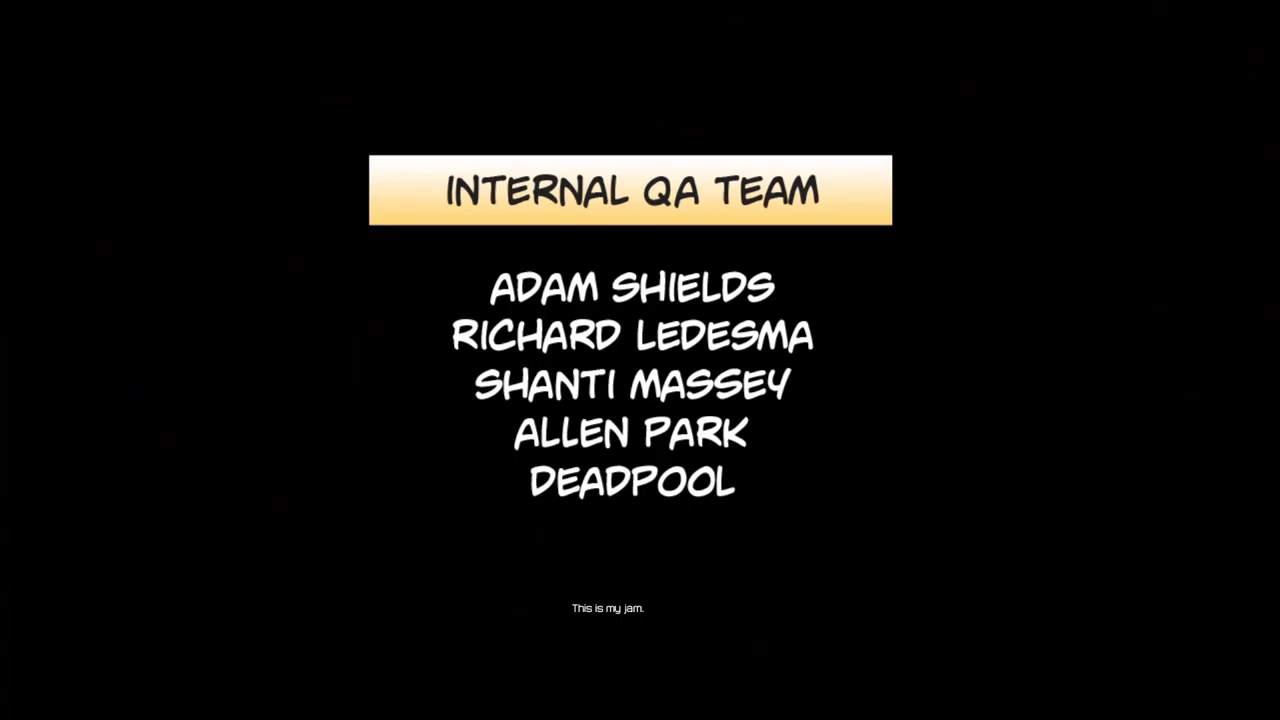 INTERNAL QA TEAM
ADAM SHIELDS
RICHARD LEDESMA
SHANTI MASSEY
ALLEN PARK
DEADPOOL
This is my jam.